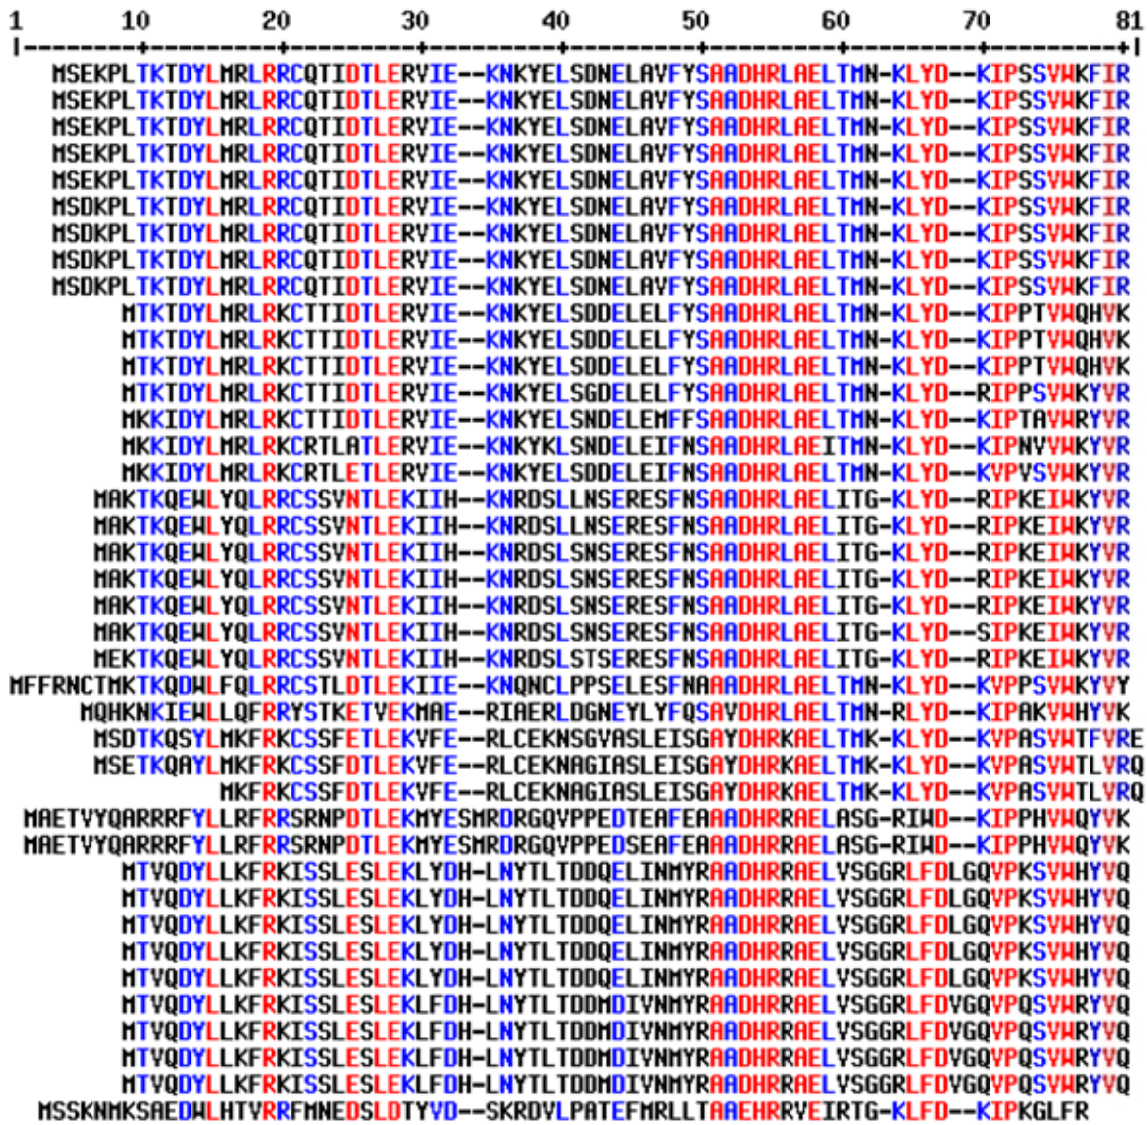 1 10 20 30 40 50 60 70 81
|--------+---------+---------+---------+---------+---------+---------+---------+|
MSEKPLTKTDYLMRLRRCQTIDTLERVIE--KNKYELSDNELAVFYSAADHRLAELTMN-KLYD--KIPSSVWKFIR
MSEKPLTKTDYLMRLRRCQTIDTLERVIE--KNKYELSDNELAVFYSAADHRLAELTMN-KLYD--KIPSSVWKFIR
MSEKPLTKTDYLMRLRRCQTIDTLERVIE--KNKYELSDNELAVFYSAADHRLAELTMN-KLYD--KIPSSVWKFIR
MSEKPLTKTDYLMRLRRCQTIDTLERVIE--KNKYELSDNELAVFYSAADHRLAELTMN-KLYD--KIPSSVWKFIR
MSEKPLTKTDYLMRLRRCQTIDTLERVIE--KNKYELSDNELAVFYSAADHRLAELTMN-KLYD--KIPSSVWKFIR
MSDKPLTKTDYLMRLRRCQTIDTLERVIE--KNKYELSDNELAVFYSAADHRLAELTMN-KLYD--KIPSSVWKFIR
MSDKPLTKTDYLMRLRRCQTIDTLERVIE--KNKYELSDNELAVFYSAADHRLAELTMN-KLYD--KIPSSVWKFIR
MSDKPLTKTDYLMRLRRCQTIDTLERVIE--KNKYELSDNELAVFYSAADHRLAELTMN-KLYD--KIPSSVWKFIR
MSDKPLTKTDYLMRLRRCQTIDTLERVIE--KNKYELSDNELAVFYSAADHRLAELTMN-KLYD--KIPSSVWKFIR
MTKTDYLMRLRKCTTIDTLERVIE--KNKYELSDDELELFYSAADHRLAELTMN-KLYD--KIPPTVWQHVK
MTKTDYLMRLRKCTTIDTLERVIE--KNKYELSDDELELFYSAADHRLAELTMN-KLYD--KIPPTVWQHVK
MTKTDYLMRLRKCTTIDTLERVIE--KNKYELSDDELELFYSAADHRLAELTMN-KLYD--KIPPTVWQHVK
MTKTDYLMRLRKCTTIDTLERVIE--KNKYELSGDELELFYSAADHRLAELTMN-KLYD--RIPPSVWKYVR
MKKIDYLMRLRKCTTIDTLERVIE--KNKYELSNDELEMFFSAADHRLAELTMN-KLYD--KIPTAVWRYVR
MKKIDYLMRLRKCRTLATLERVIE--KNKYKLSNDELEIFNSAADHRLAEITMN-KLYD--KIPNVVWKYVR
MKKIDYLMRLRKCRTLETLERVIE--KNKYELSDDELEIFNSAADHRLAELTMN-KLYD--KVPVSVWKYVR
MAKTKQEWLYQLRRCSSVNTLEKIIH--KNRDSLLNSERESFNSAADHRLAELITG-KLYD--RIPKEIWKYVR
MAKTKQEWLYQLRRCSSVNTLEKIIH--KNRDSLLNSERESFNSAADHRLAELITG-KLYD--RIPKEIWKYVR
MAKTKQEWLYQLRRCSSVNTLEKIIH--KNRDSLSNSERESFNSAADHRLAELITG-KLYD--RIPKEIWKYVR
MAKTKQEWLYQLRRCSSVNTLEKIIH--KNRDSLSNSERESFNSAADHRLAELITG-KLYD--RIPKEIWKYVR
MAKTKQEWLYQLRRCSSVNTLEKIIH--KNRDSLSNSERESFNSAADHRLAELITG-KLYD--RIPKEIWKYVR
MAKTKQEWLYQLRRCSSVNTLEKIIH--KNRDSLSNSERESFNSAADHRLAELITG-KLYD--SIPKEIWKYVR
MEKTKQEWLYQLRRCSSVNTLEKIIH--KNRDSLSTSERESFNSAADHRLAELITG-KLYD--RIPKEIWKYVR
MFFRNCTMKTKQDWLFQLRRCSTLDTLEKIIE--KNQNCLPPSELESFNAAADHRLAELTMN-KLYD--KVPPSVWKYVY
MQHKNKIEWLLQFRRYSTKETVEKMAE--RIAERLDGNEYLYFQSAVDHRLAELTMN-RLYD--KIPAKVWHYVK
MSDTKQSYLMKFRKCSSFETLEKVFE--RLCEKNSGVASLEISGAYDHRKAELTMK-KLYD--KVPASVWTFVRE
MSETKQAYLMKFRKCSSFDTLEKVFE--RLCEKNAGIASLEISGAYDHRKAELTMK-KLYD--KVPASVWTLVRQ
MKFRKCSSFDTLEKVFE--RLCEKNAGIASLEISGAYDHRKAELTMK-KLYD--KVPASVWTLVRQ
MAETVYQARRRFYLLRFRRSRNPDTLEKMYESMRDRGQVPPEDTEAFEAAADHRRAELASG-RIWD--KIPPHVWQYVK
MAETVYQARRRFYLLRFRRSRNPDTLEKMYESMRDRGQVPPEDSEAFEAAADHRRAELASG-RIWD--KIPPHVWQYVK
MTVQDYLLKFRKISSLESLEKLYDH-LNYTLTDDQELINMYRAADHRRAELVSGGRLFDLGQVPKSVWHYVQ
MTVQDYLLKFRKISSLESLEKLYDH-LNYTLTDDQELINMYRAADHRRAELVSGGRLFDLGQVPKSVWHYVQ
MTVQDYLLKFRKISSLESLEKLYDH-LNYTLTDDQELINMYRAADHRRAELVSGGRLFDLGQVPKSVWHYVQ
MTVQDYLLKFRKISSLESLEKLYDH-LNYTLTDDQELINMYRAADHRRAELVSGGRLFDLGQVPKSVWHYVQ
MTVQDYLLKFRKISSLESLEKLFDH-LNYTLTDDMDIVNMYRAADHRRAELVSGGRLFDVGQVPQSVWRYVQ
MTVQDYLLKFRKISSLESLEKLFDH-LNYTLTDDMDIVNMYRAADHRRAELVSGGRLFDVGQVPQSVWRYVQ
MTVQDYLLKFRKISSLESLEKLFDH-LNYTLTDDMDIVNMYRAADHRRAELVSGGRLFDVGQVPQSVWRYVQ
MTVQDYLLKFRKISSLESLEKLFDH-LNYTLTDDMDIVNMYRAADHRRAELVSGGRLFDVGQVPQSVWRYVQ
MSSKNMKSAEDWLHTVRRFMNEDSLDTYVD--SKRDVLPATEFMRLLTAAEHRRVEIRTG-KLFD--KIPKGLFR